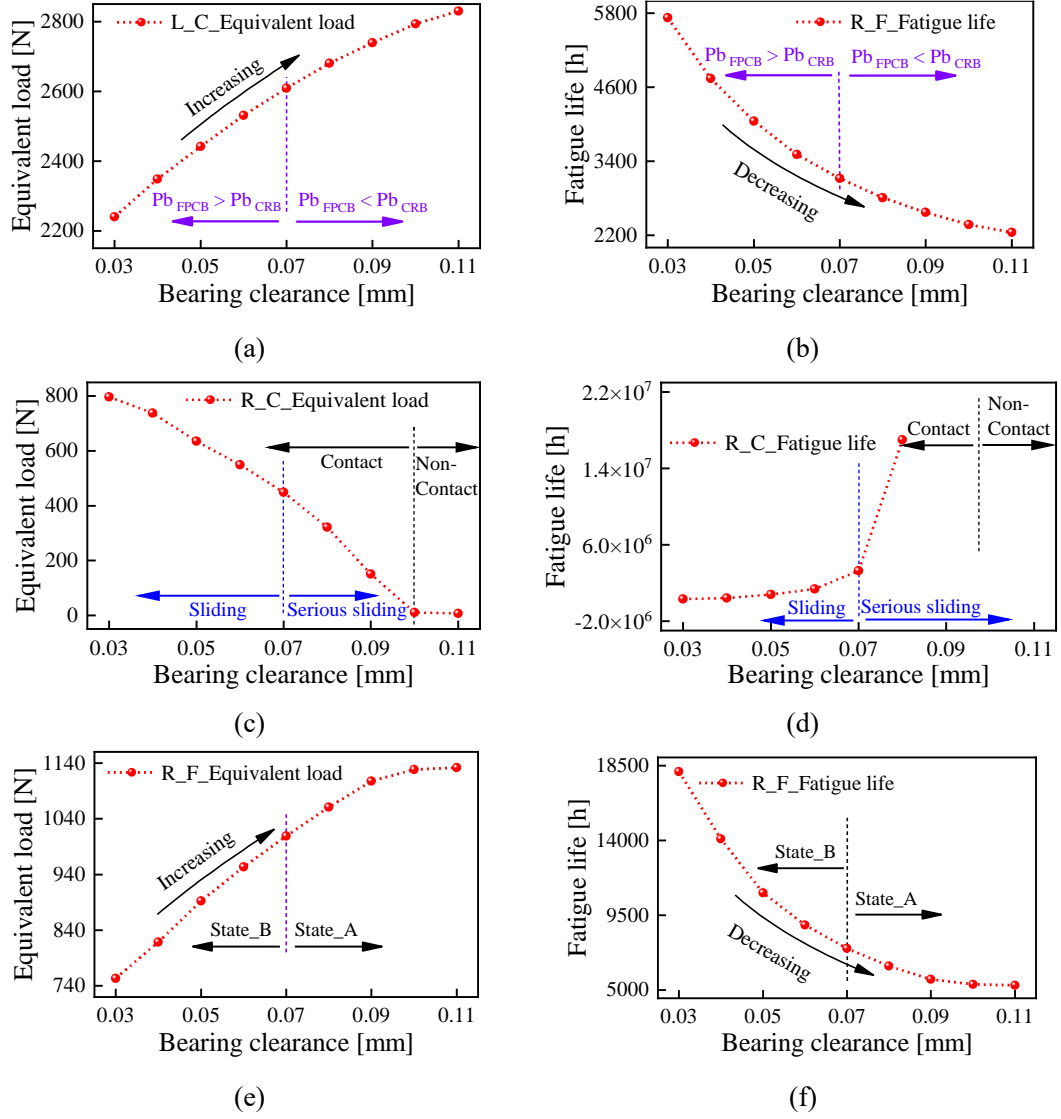 L_C_Equivalent load
Equivalent load [N]
2800
2600
2400
2200
Increasing
Pb FPCB > Pb CRB
Pb FPCB < Pb CRB
0.03 0.05 0.07 0.09 0.11
Bearing clearance [mm]
(a)
R_F_Fatigue life
Fatigue life [h]
5800
4600
3400
2200
Pb FPCB > Pb CRB
Pb FPCB < Pb CRB
Decreasing
0.03 0.05 0.07 0.09 0.11
Bearing clearance [mm]
(b)
R_C_Equivalent load
Equivalent load [N]
800
600
400
200
0
Contact
Non-
Contact
Sliding
Serious sliding
0.03 0.05 0.07 0.09 0.11
Bearing clearance [mm]
(c)
R_C_Fatigue life
Fatigue life [h]
2.2×10⁷
1.4×10⁷
6.0×10⁶
-2.0×10⁶
Contact
Non-
Contact
Sliding
Serious sliding
0.03 0.05 0.07 0.09 0.11
Bearing clearance [mm]
(d)
R_F_Equivalent load
Equivalent load [N]
1140
1040
940
840
740
Increasing
State_B
State_A
0.03 0.05 0.07 0.09 0.11
Bearing clearance [mm]
(e)
R_F_Fatigue life
Fatigue life [h]
18500
14000
9500
5000
State_B
State_A
Decreasing
0.03 0.05 0.07 0.09 0.11
Bearing clearance [mm]
(f)